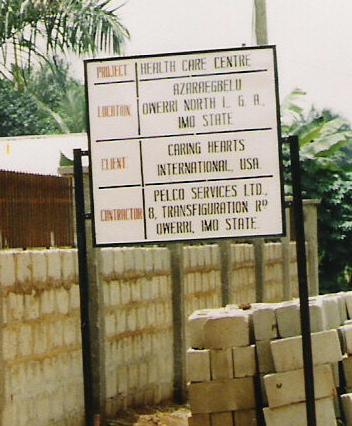 PROJECT HEALTH CARE CENTRE
LOCATION AZARAEGBELU
OWERRI NORTH L. G. A.,
IMO STATE
CLIENT CARING HEARTS
INTERNATIONAL, USA.
CONTRACTOR PELCO SERVICES LTD.,
8, TRANSFIGURATION RD
OWERRI, IMO STATE.